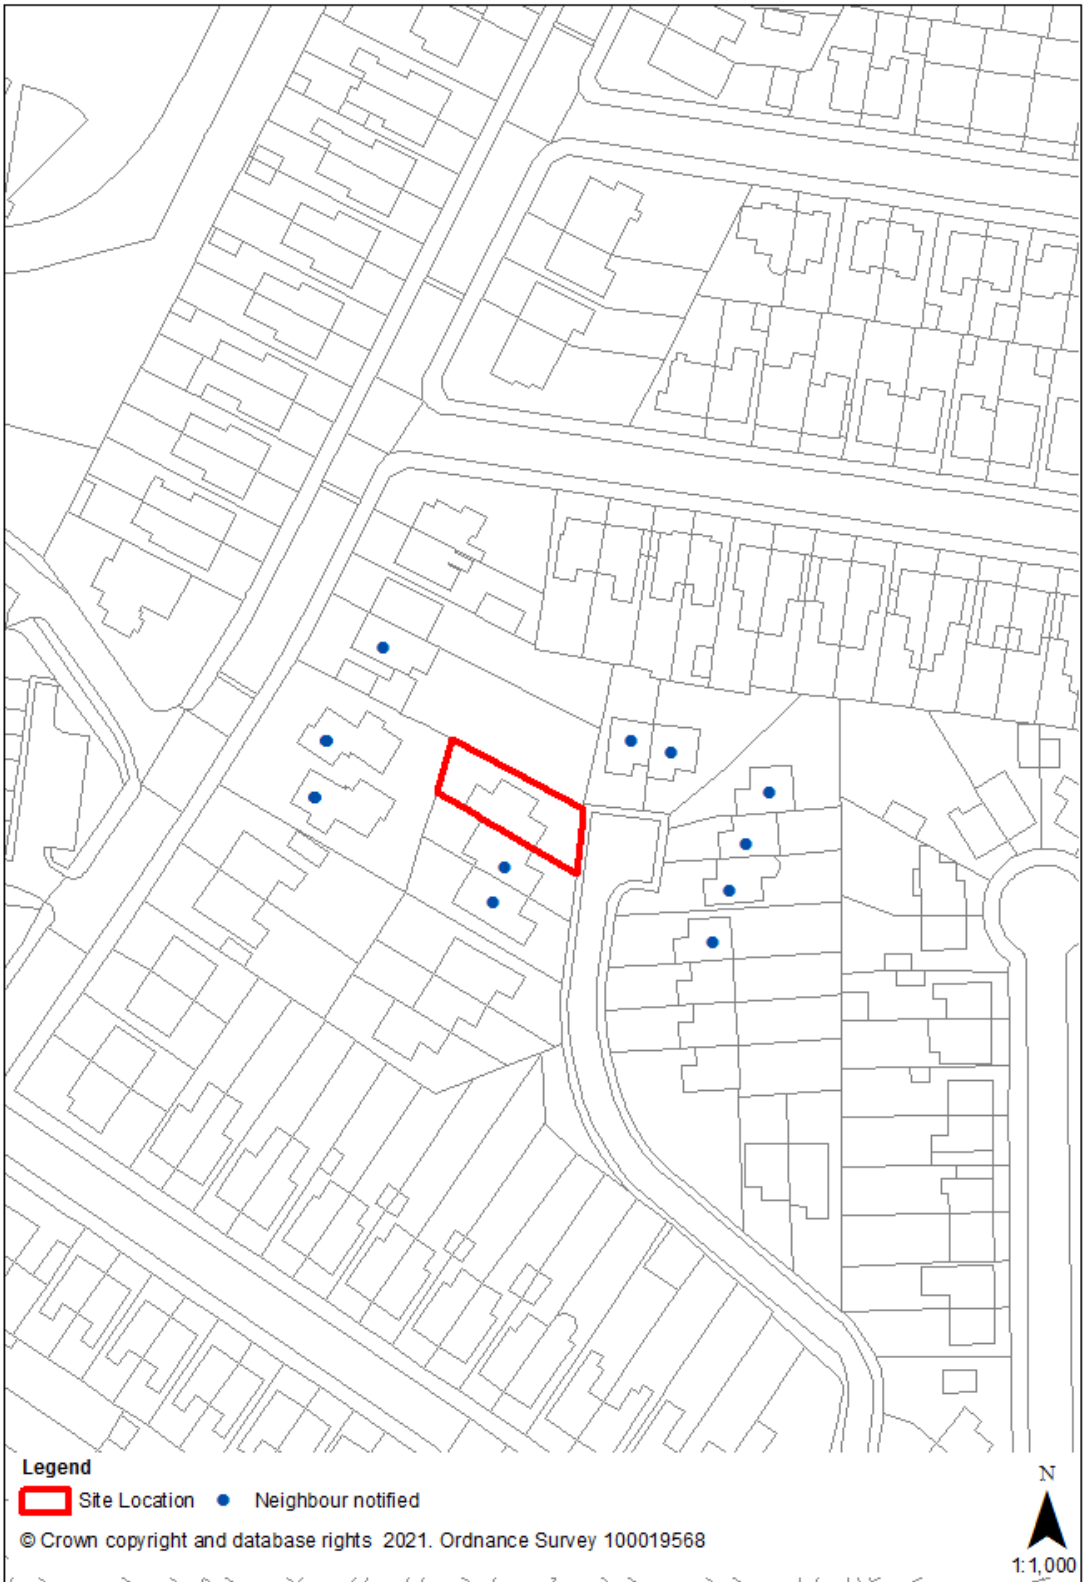 Legend
Site Location
Neighbour notified
© Crown copyright and database rights 2021. Ordnance Survey 100019568
N
1:1,000